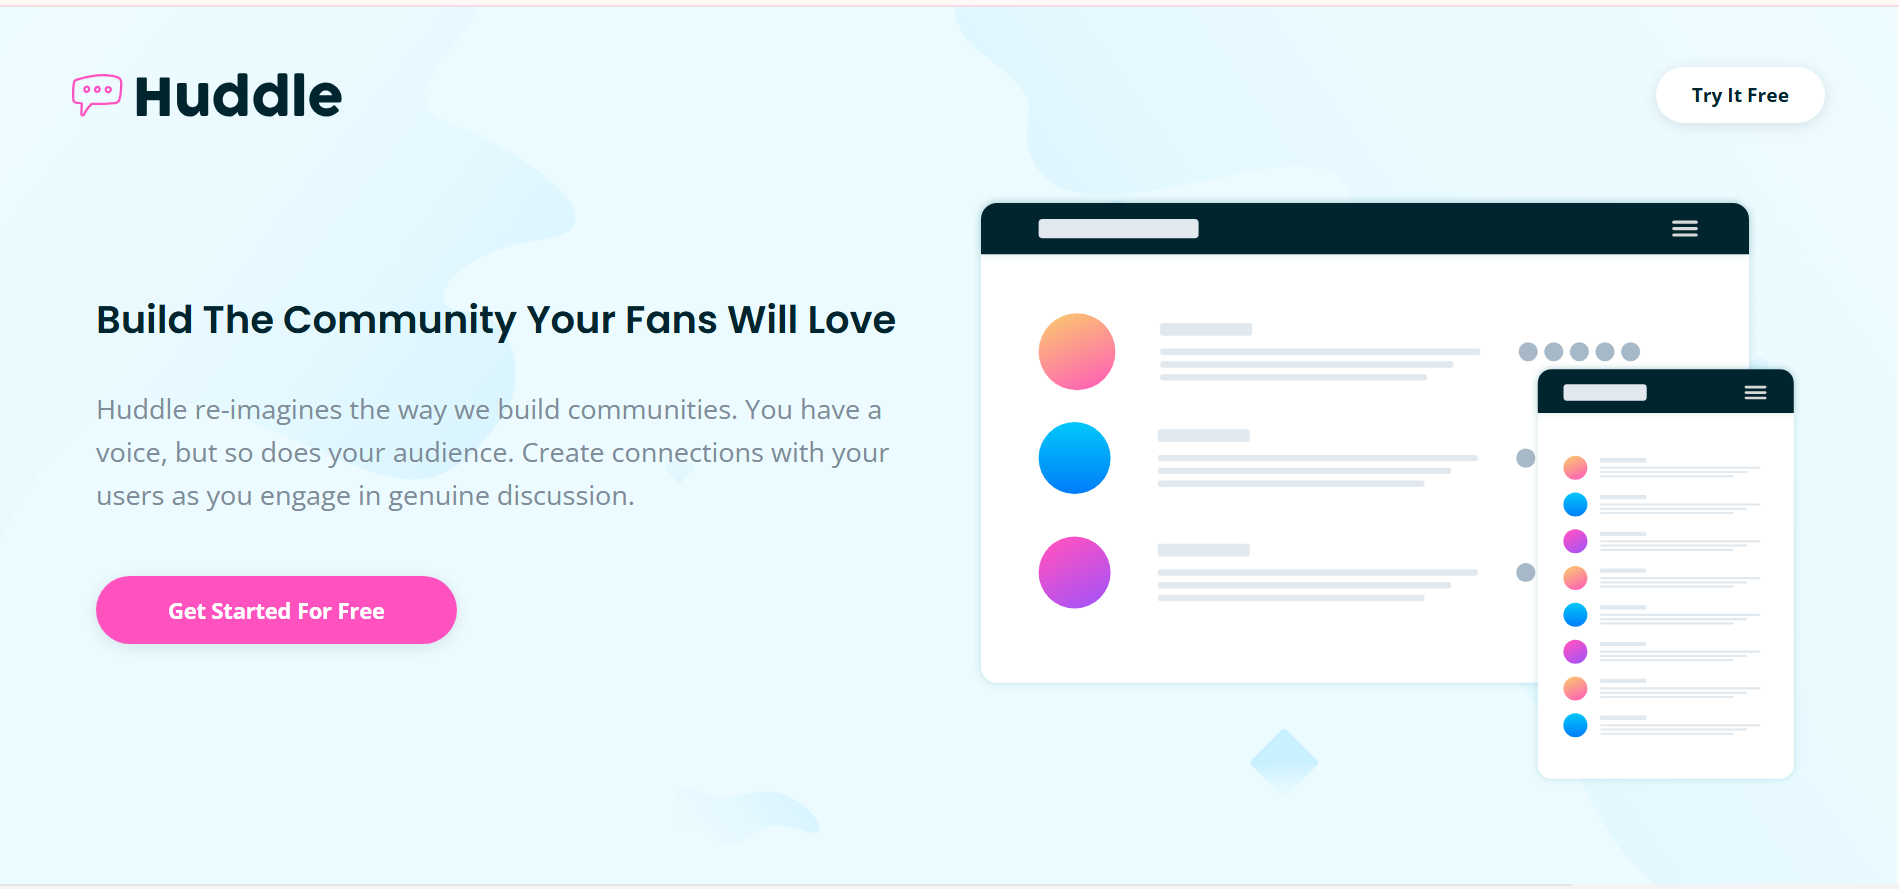 Huddle
Try It Free
Build The Community Your Fans Will Love
Huddle re-imagines the way we build communities. You have a
voice, but so does your audience. Create connections with your
users as you engage in genuine discussion.
Get Started For Free